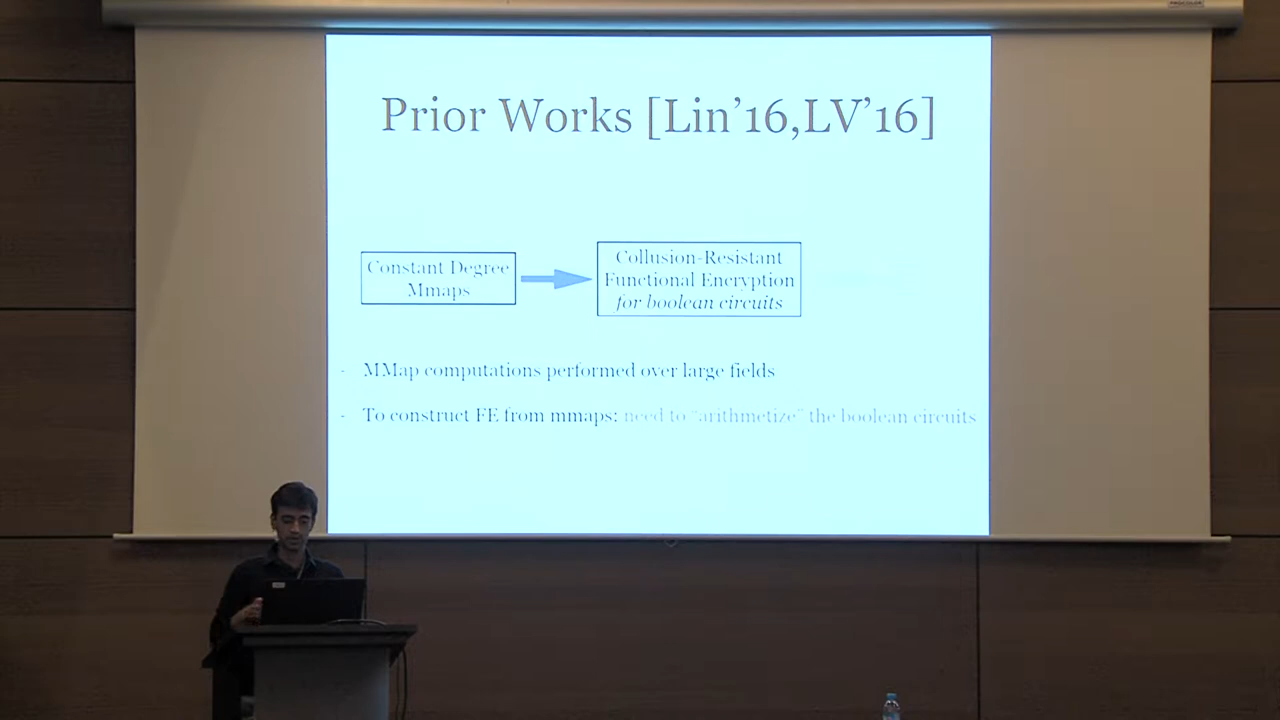 Prior Works [Lin'16,LV'16]
Constant Degree
Mmaps
Collusion-Resistant
Functional Encryption
for boolean circuits
- MMap computations performed over large fields
- To construct FE from mmaps: need to "arithmetize" the boolean circuits